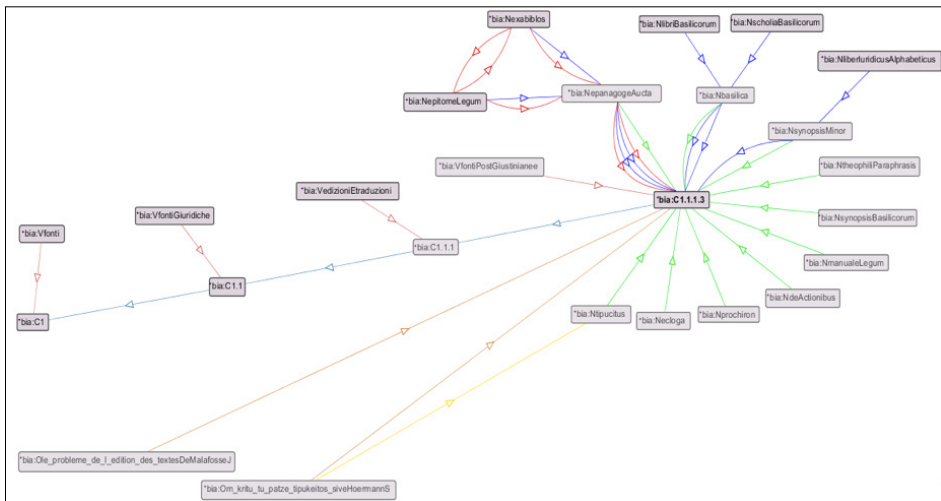 *bia:Nexabiblos
*bia:NlibriBasilicorum
*bia:NscholiaBasilicorum
*bia:NliberIuridicusAlphabeticus
*bia:NepitomeLegum
*bia:NepanagogeAucta
*bia:Nbasilica
*bia:NsynopsisMinor
*bia:VfontiPostGiustinianee
*bia:NtheophiliParaphrasis
*bia:VedizioniEtraduzioni
*bia:C1.1.1.3
*bia:VfontiGiuridiche
*bia:NsynopsisBasilicorum
*bia:Vfonti
*bia:C1.1.1
*bia:NmanualeLegum
*bia:C1.1
*bia:NdeActionibus
*bia:C1
*bia:Ntipucitus
*bia:Necloga
*bia:Nprochiron
*bia:Ole_probleme_de_l_edition_des_textesDeMalafosseJ
*bia:Om_kritu_tu_patze_tipukeitos_siveHoermannS